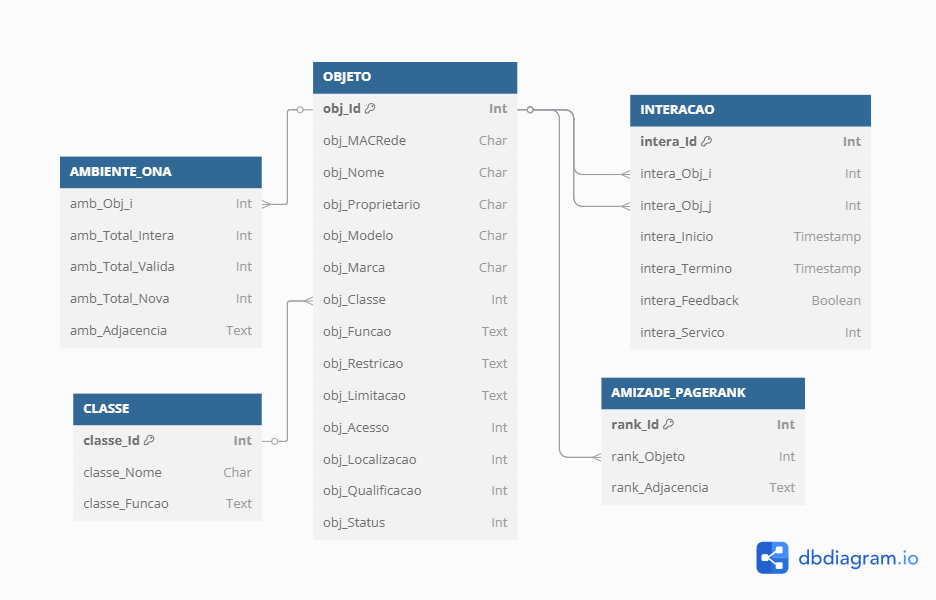 OBJETO
obj_Id Int
obj_MACRede Char
obj_Nome Char
obj_Proprietario Char
obj_Modelo Char
obj_Marca Char
obj_Classe Int
obj_Funcao Text
obj_Restricao Text
obj_Limitacao Text
obj_Acesso Int
obj_Localizacao Int
obj_Qualificacao Int
obj_Status Int
AMBIENTE_ONA
amb_Obj_i Int
amb_Total_Intera Int
amb_Total_Valida Int
amb_Total_Nova Int
amb_Adjacencia Text
CLASSE
classe_Id Int
classe_Nome Char
classe_Funcao Text
INTERACAO
intera_Id Int
intera_Obj_i Int
intera_Obj_j Int
intera_Inicio Timestamp
intera_Termino Timestamp
intera_Feedback Boolean
intera_Servico Int
AMIZADE_PAGERANK
rank_Id Int
rank_Objeto Int
rank_Adjacencia Text
dbdiagram.io